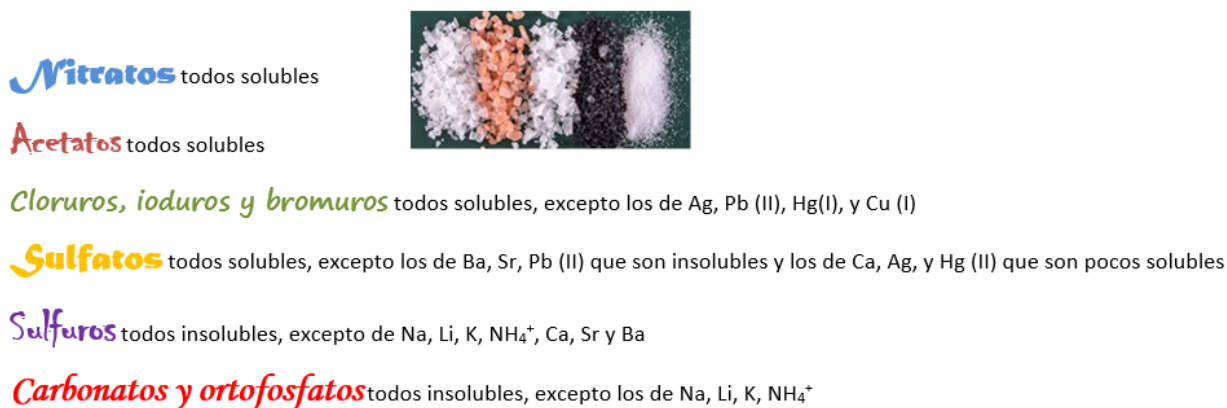 Nitratos todos solubles
Acetatos todos solubles
Cloruros, ioduros y bromuros todos solubles, excepto los de Ag, Pb (II), Hg(I), y Cu (I)
Sulfatos todos solubles, excepto los de Ba, Sr, Pb (II) que son insolubles y los de Ca, Ag, y Hg (II) que son pocos solubles
Sulfuros todos insolubles, excepto de Na, Li, K, NH₄⁺, Ca, Sr y Ba
Carbonatos y ortofosfatos todos insolubles, excepto los de Na, Li, K, NH₄⁺